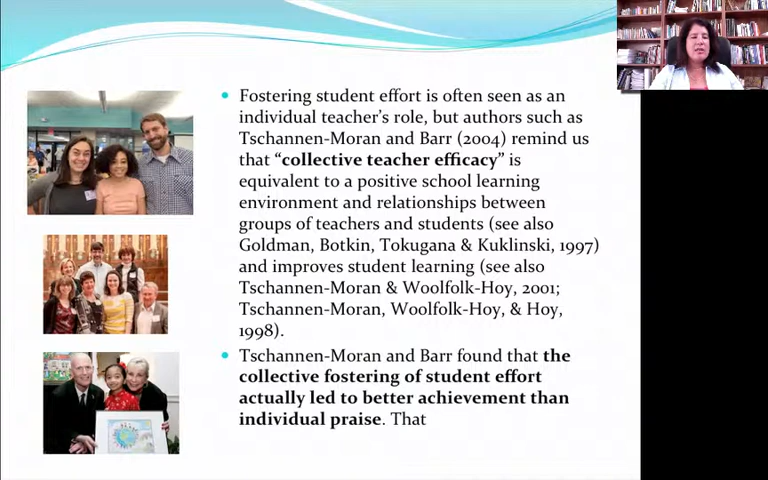 Fostering student effort is often seen as an
individual teacher's role, but authors such as
Tschannen-Moran and Barr (2004) remind us
that "collective teacher efficacy" is
equivalent to a positive school learning
environment and relationships between
groups of teachers and students (see also
Goldman, Botkin, Tokugana & Kuklinski, 1997)
and improves student learning (see also
Tschannen-Moran & Woolfolk-Hoy, 2001;
Tschannen-Moran, Woolfolk-Hoy, & Hoy,
1998).
Tschannen-Moran and Barr found that the
collective fostering of student effort
actually led to better achievement than
individual praise. That